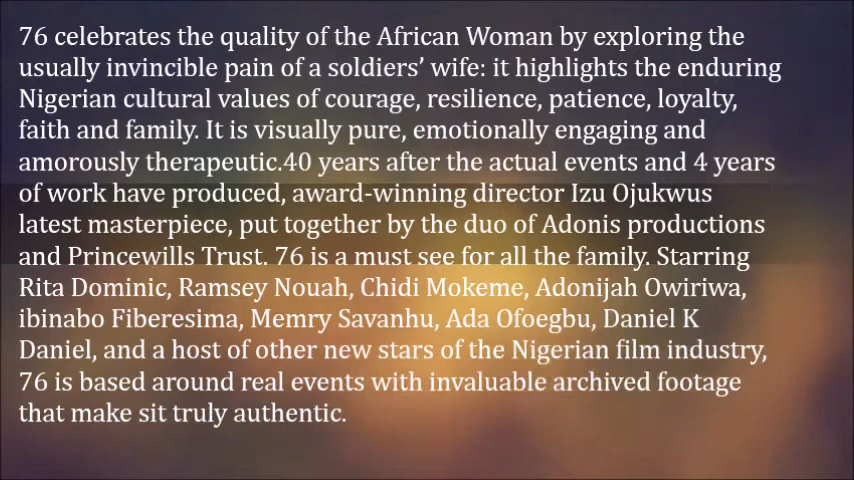 76 celebrates the quality of the African Woman by exploring the
usually invincible pain of a soldiers’ wife: it highlights the enduring
Nigerian cultural values of courage, resilience, patience, loyalty,
faith and family. It is visually pure, emotionally engaging and
amorously therapeutic.40 years after the actual events and 4 years
of work have produced, award-winning director Izu Ojukwus
latest masterpiece, put together by the duo of Adonis productions
and Princewills Trust. 76 is a must see for all the family. Starring
Rita Dominic, Ramsey Nouah, Chidi Mokeme, Adonijah Owiriwa,
ibinabo Fiberesima, Memry Savanhu, Ada Ofoegbu, Daniel K
Daniel, and a host of other new stars of the Nigerian film industry,
76 is based around real events with invaluable archived footage
that make sit truly authentic.